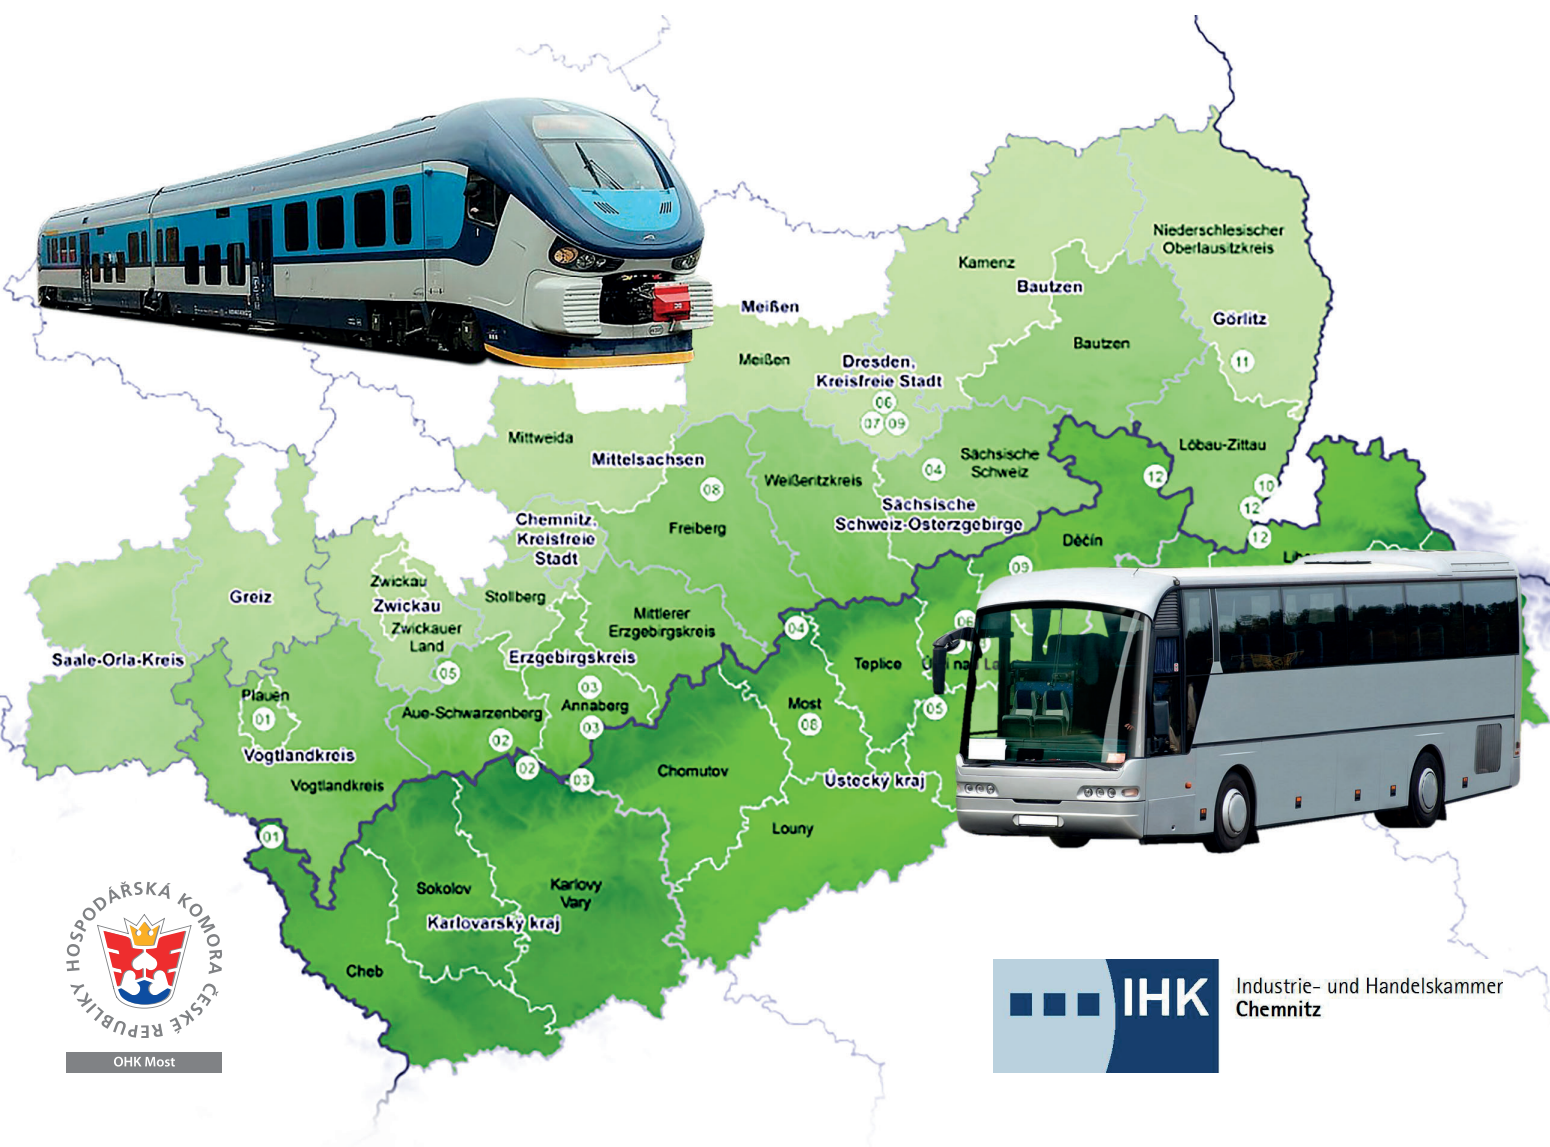 Niederschlesischer
Oberlausitzkreis
Kamenz
Bautzen
Meißen
Görlitz
Bautzen
Meißen
11
Dresden,
Kreisfreie Stadt
06
07
09
Mittweida
Löbau-Zittau
Mittelsachsen
Sächsische
Schweiz
04
12
Weißeritzkreis
08
10
Sächsische
Schweiz-Osterzgebirge
12
Chemnitz,
Kreisfreie
Stadt
Freiberg
Děčín
12
09
Zwickau
Greiz
Stollberg
Zwickau
Mittlerer
Erzgebirgskreis
Zwickauer
Land
04
06
Saale-Orla-Kreis
Erzgebirgskreis
Teplice
05
03
Plauen
01
Aue-Schwarzenberg
Annaberg
Most
05
02
03
08
Vogtlandkreis
02
Chomutov
Vogtlandkreis
03
Ústecký kraj
01
Louny
Sokolov
Karlovy
Vary
Karlovarský kraj
Cheb
HOSPODÁŘSKÁ KOMORA ČESKÉ REPUBLIKY
OHK Most
IHK
Industrie- und Handelskammer
Chemnitz